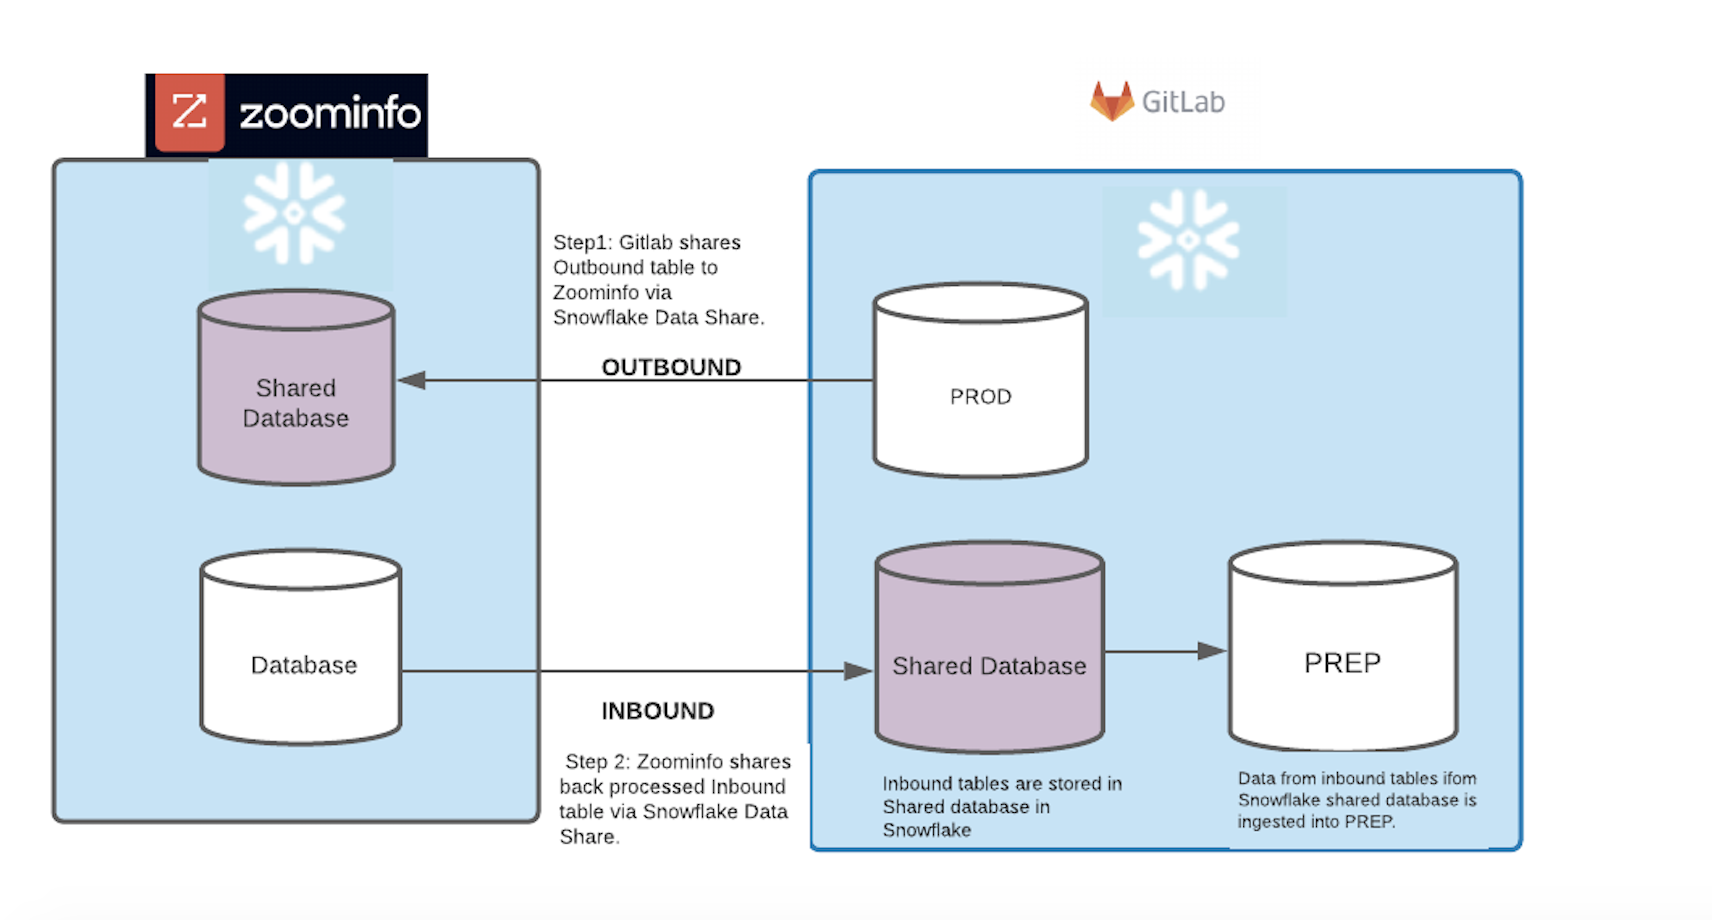 zoominfo
GitLab
Step1: Gitlab shares
Outbound table to
Zoominfo via
Snowflake Data Share.
OUTBOUND
Shared
Database
PROD
Database
Shared Database
PREP
INBOUND
Step 2: Zoominfo shares
back processed Inbound
table via Snowflake Data
Share.
Inbound tables are stored in
Shared database in
Snowflake
Data from inbound tables ifom
Snowflake shared database is
ingested into PREP.